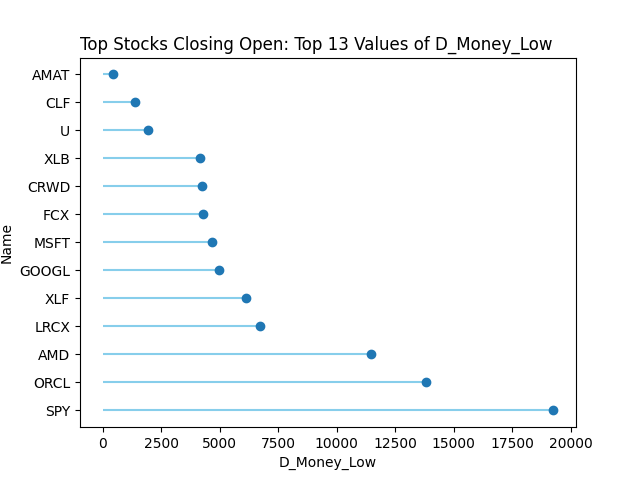 Top Stocks Closing Open: Top 13 Values of D_Money_Low
AMAT
CLF
U
XLB
CRWD
FCX
MSFT
GOOGL
XLF
LRCX
AMD
ORCL
SPY
Name
0 2500 5000 7500 10000 12500 15000 17500 20000
D_Money_Low